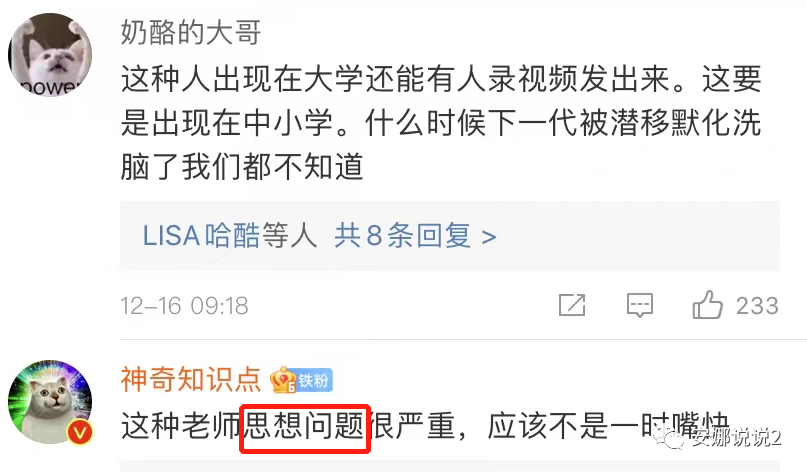 奶酪的大哥
power
这种人出现在大学还能有人录视频发出来。这要
是出现在中小学。什么时候下一代被潜移默化洗
脑了我们都不知道
LISA哈酷等人 共8条回复 >
12-16 09:18
233
神奇知识点 6 铁粉
这种老师思想问题很严重，应该不是一时嘴快
安娜说说2